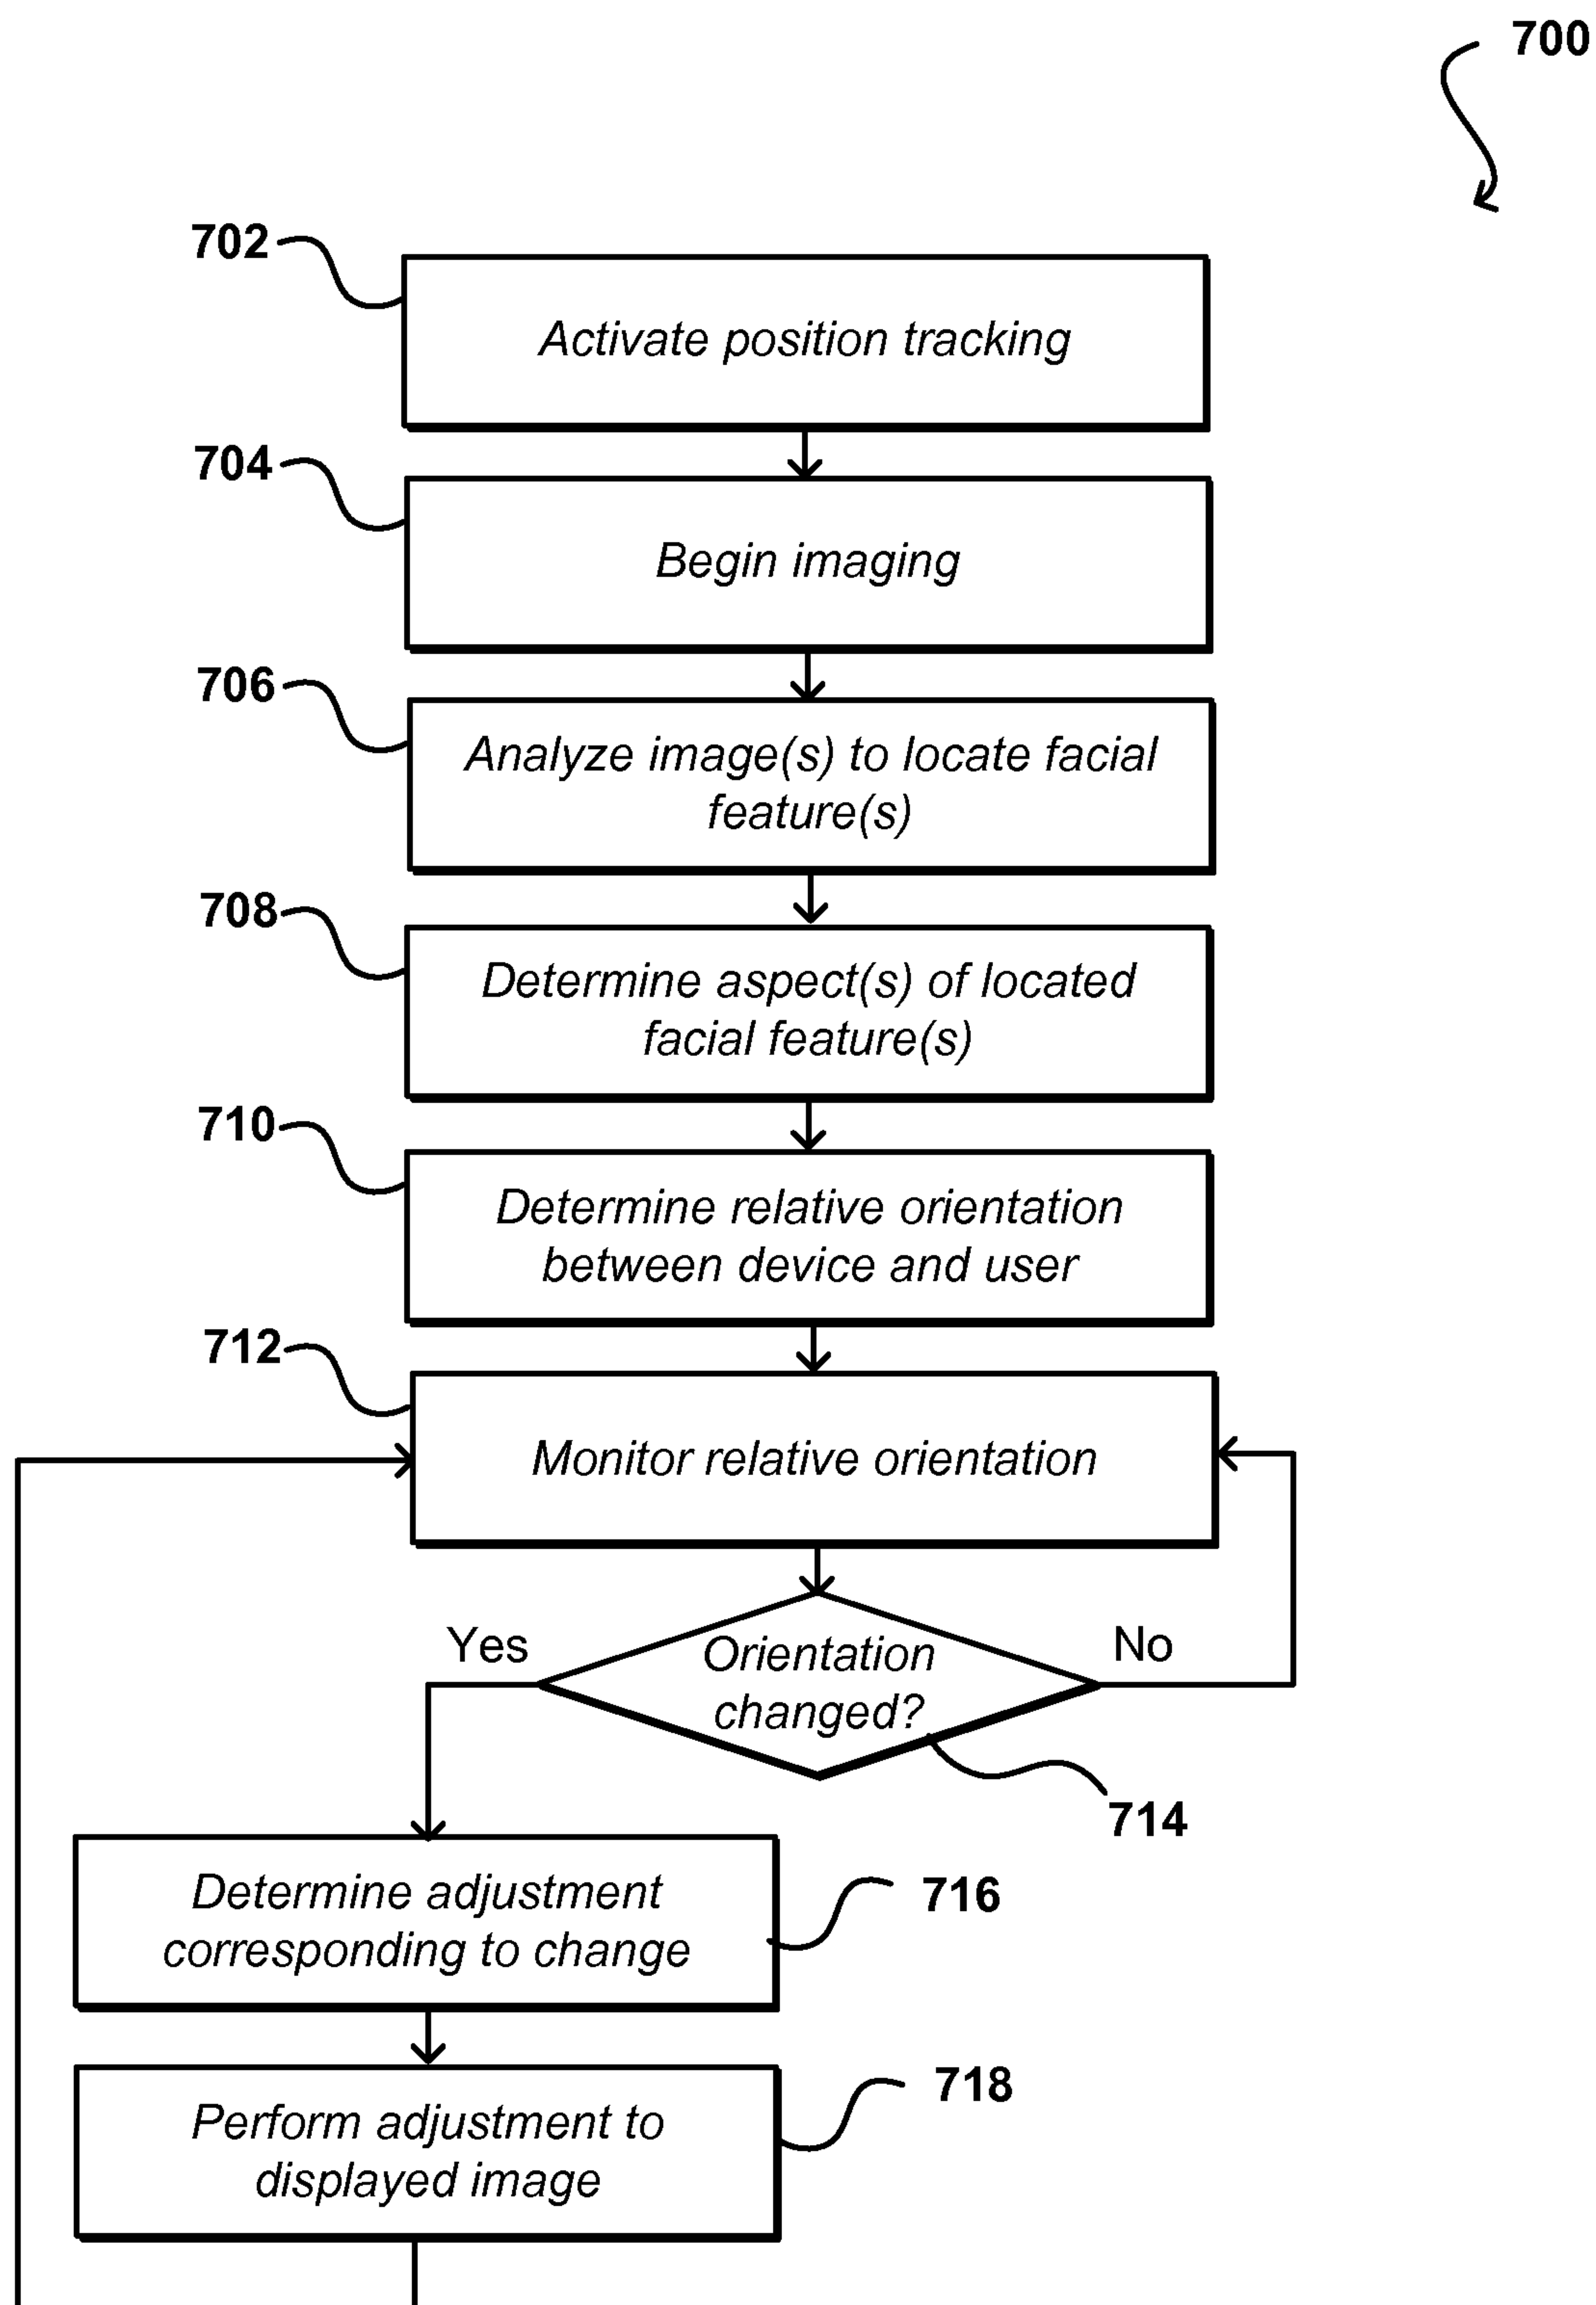 700
702
Activate position tracking
704
Begin imaging
706
Analyze image(s) to locate facial
feature(s)
708
Determine aspect(s) of located
facial feature(s)
710
Determine relative orientation
between device and user
712
Monitor relative orientation
Yes
Orientation
changed?
No
714
Determine adjustment
corresponding to change
716
Perform adjustment to
displayed image
718